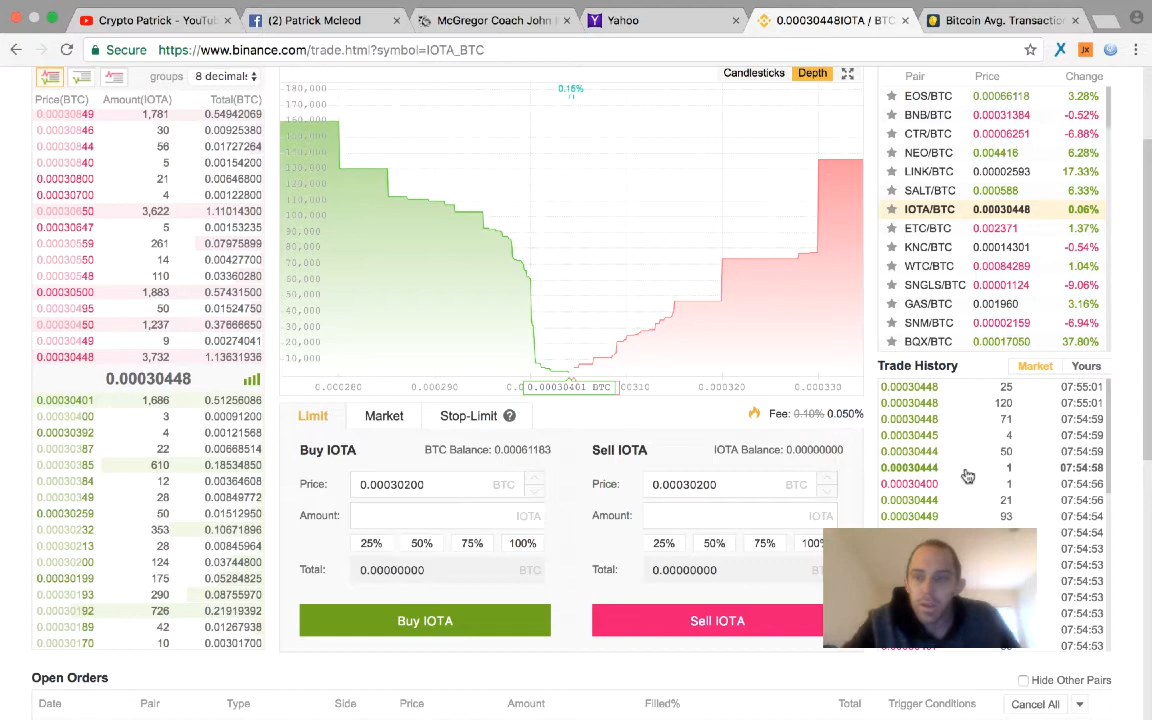 Crypto Patrick - YouTu
(2) Patrick Mcleod
McGregor Coach John
Yahoo
0.00030448IOTA / BTC
Bitcoin Avg. Transactio
Secure https://www.binance.com/trade.html?symbol=IOTA_BTC
groups 8 decimals
Price(BTC) Amount(IOTA) Total(BTC)
0.00030849 1,781 0.54942069
0.00030846 30 0.00925380
0.00030844 56 0.01727264
0.00030840 5 0.00154200
0.00030800 21 0.00646800
0.00030700 4 0.00122800
0.00030650 3,622 1.11014300
0.00030647 5 0.00153235
0.00030559 261 0.07975899
0.00030550 14 0.00427700
0.00030548 110 0.03360280
0.00030500 1,883 0.57431500
0.00030495 50 0.01524750
0.00030450 1,237 0.37666650
0.00030449 9 0.00274041
0.00030448 3,732 1.13631936
0.00030448
0.00030401 1,686 0.51256086
0.00030400 3 0.00091200
0.00030392 4 0.00121568
0.00030387 22 0.00668514
0.00030385 610 0.18534850
0.00030384 12 0.00364608
0.00030349 28 0.00849772
0.00030259 50 0.01512950
0.00030232 353 0.10671896
0.00030213 28 0.00845964
0.00030200 124 0.03744800
0.00030199 175 0.05284825
0.00030193 290 0.08755970
0.00030192 726 0.21919392
0.00030189 42 0.01267938
0.00030170 10 0.00301700
Candlesticks Depth
0.16%
180,000
170,000
160,000
150,000
140,000
130,000
120,000
110,000
100,000
90,000
80,000
70,000
60,000
50,000
40,000
30,000
20,000
10,000
0.000260 0.000290 0.00030401 BTC 0.000320 0.000330
Limit Market Stop-Limit Fee: 0.10% 0.050%
Buy IOTA BTC Balance: 0.00061183
Price: 0.00030200 BTC
Amount: IOTA
25% 50% 75% 100%
Total: 0.00000000 BTC
Buy IOTA
Sell IOTA IOTA Balance: 0.00000000
Price: 0.00030200 BTC
Amount: IOTA
25% 50% 75% 100%
Total: 0.00000000
Sell IOTA
Pair Price Change
EOS/BTC 0.00066118 3.28%
BNB/BTC 0.00031384 -0.52%
CTR/BTC 0.00006251 -6.88%
NEO/BTC 0.004416 6.28%
LINK/BTC 0.00002593 17.33%
SALT/BTC 0.000588 6.33%
IOTA/BTC 0.00030448 0.06%
ETC/BTC 0.002371 1.37%
KNC/BTC 0.00014301 -0.54%
WTC/BTC 0.00084289 1.04%
SNGLS/BTC 0.00001124 -9.06%
GAS/BTC 0.001960 3.16%
SNM/BTC 0.00002159 -6.94%
BQX/BTC 0.00017050 37.80%
Trade History Market Yours
0.00030448 25 07:55:01
0.00030448 120 07:55:01
0.00030448 71 07:54:59
0.00030445 4 07:54:59
0.00030444 50 07:54:59
0.00030444 1 07:54:58
0.00030400 1 07:54:56
0.00030444 21 07:54:56
0.00030449 93 07:54:54
07:54:54
07:54:53
07:54:53
07:54:53
07:54:53
07:54:53
07:54:53
Open Orders
Hide Other Pairs
Date Pair Type Side Price Amount Filled% Total Trigger Conditions Cancel All